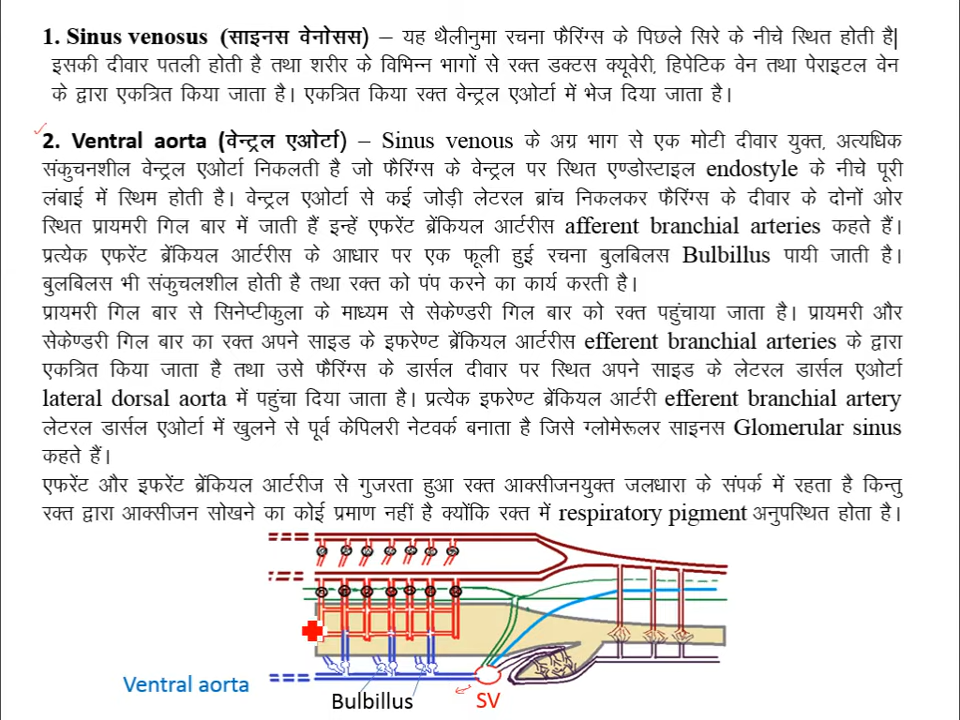 1. Sinus venosus (साइनस वेनोसस) – यह थैलीनुमा रचना फैरिंग्स के पिछले सिरे के नीचे स्थित होती है|
इसकी दीवार पतली होती है तथा शरीर के विभिन्न भागों से रक्त डक्टस क्यूवेरी, हिपेटिक वेन तथा पेराइटल वेन
के द्वारा एकत्रित किया जाता है। एकत्रित किया रक्त वेन्ट्रल एओर्टा में भेज दिया जाता है।
2. Ventral aorta (वेन्ट्रल एओर्टा) – Sinus venous के अग्र भाग से एक मोटी दीवार युक्त, अत्यधिक
संकुचनशील वेन्ट्रल एओर्टा निकलती है जो फैरिंग्स के वेन्ट्रल पर स्थित एण्डोस्टाइल endostyle के नीचे पूरी
लंबाई में स्थिम होती है। वेन्ट्रल एओर्टा से कई जोड़ी लेटरल ब्रांच निकलकर फैरिंग्स के दीवार के दोनों ओर
स्थित प्रायमरी गिल बार में जाती हैं इन्हें एफरेंट ब्रेंकियल आर्टरीस afferent branchial arteries कहते हैं।
प्रत्येक एफरेंट ब्रेंकियल आर्टरीस के आधार पर एक फूली हुई रचना बुलबिलस Bulbillus पायी जाती है।
बुलबिलस भी संकुचलशील होती है तथा रक्त को पंप करने का कार्य करती है।
प्रायमरी गिल बार से सिनेप्टीकुला के माध्यम से सेकेण्डरी गिल बार को रक्त पहुंचाया जाता है। प्रायमरी और
सेकेण्डरी गिल बार का रक्त अपने साइड के इफरेण्ट ब्रेंकियल आर्टरीस efferent branchial arteries के द्वारा
एकत्रित किया जाता है तथा उसे फैरिंग्स के डार्सल दीवार पर स्थित अपने साइड के लेटरल डार्सल एओर्टा
lateral dorsal aorta में पहुंचा दिया जाता है। प्रत्येक इफरेण्ट ब्रेंकियल आर्टरी efferent branchial artery
लेटरल डार्सल एओर्टा में खुलने से पूर्व केपिलरी नेटवर्क बनाता है जिसे ग्लोमेरूलर साइनस Glomerular sinus
कहते हैं।
एफरेंट और इफरेंट ब्रेंकियल आर्टरीज से गुजरता हुआ रक्त आक्सीजनयुक्त जलधारा के संपर्क में रहता है किन्तु
रक्त द्वारा आक्सीजन सोखने का कोई प्रमाण नहीं है क्योंकि रक्त में respiratory pigment अनुपस्थित होता है।
Ventral aorta
Bulbillus
SV